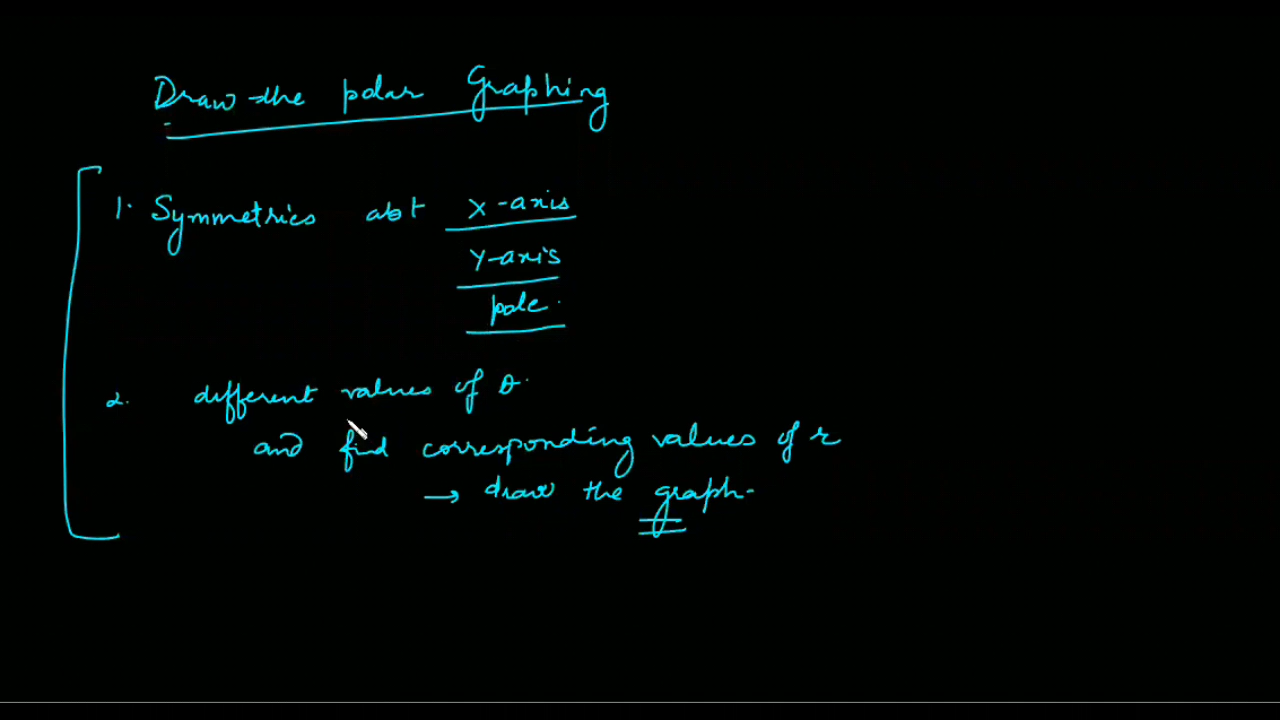 Draw the polar Graphing
1. Symmetries abt X-axis
Y-axis
pole.
2. different values of θ.
and find corresponding values of r
→ draw the graph.